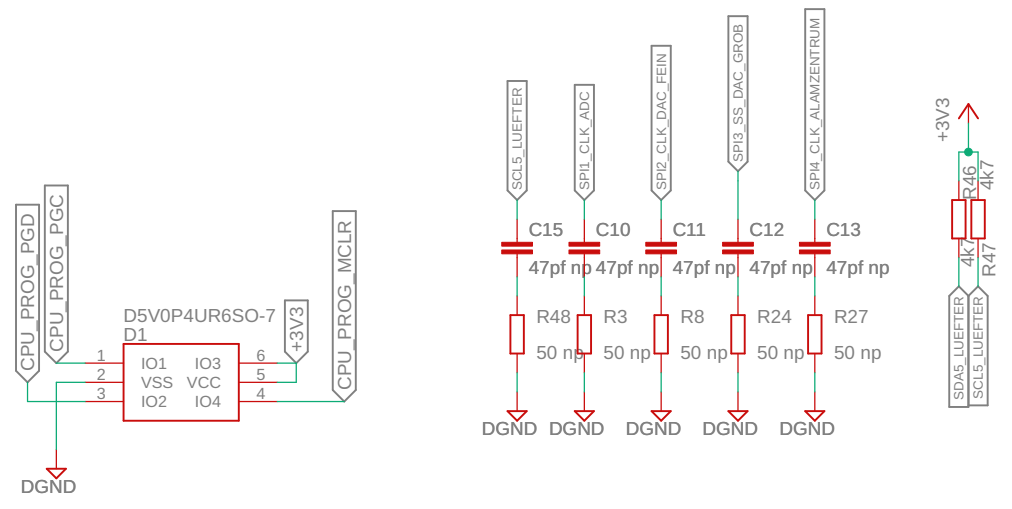 CPU_PROG_PGD
CPU_PROG_PGC
D5V0P4UR6SO-7
D1
1
2
3
IO1
VSS
IO2
IO3
VCC
IO4
6
5
4
+3V3
CPU_PROG_MCLR
DGND
SCL5_LUEFTER
SPI1_CLK_ADC
SPI2_CLK_DAC_FEIN
SPI3_SS_DAC_GROB
SPI4_CLK_ALAMZENTRUM
C15
C10
C11
C12
C13
47pf np
47pf np
47pf np
47pf np
47pf np
R48
R3
R8
R24
R27
50 np
50 np
50 np
50 np
50 np
DGND
DGND
DGND
DGND
DGND
+3V3
R46
4k7
4k7
R47
SDA5_LUEFTER
SCL5_LUEFTER